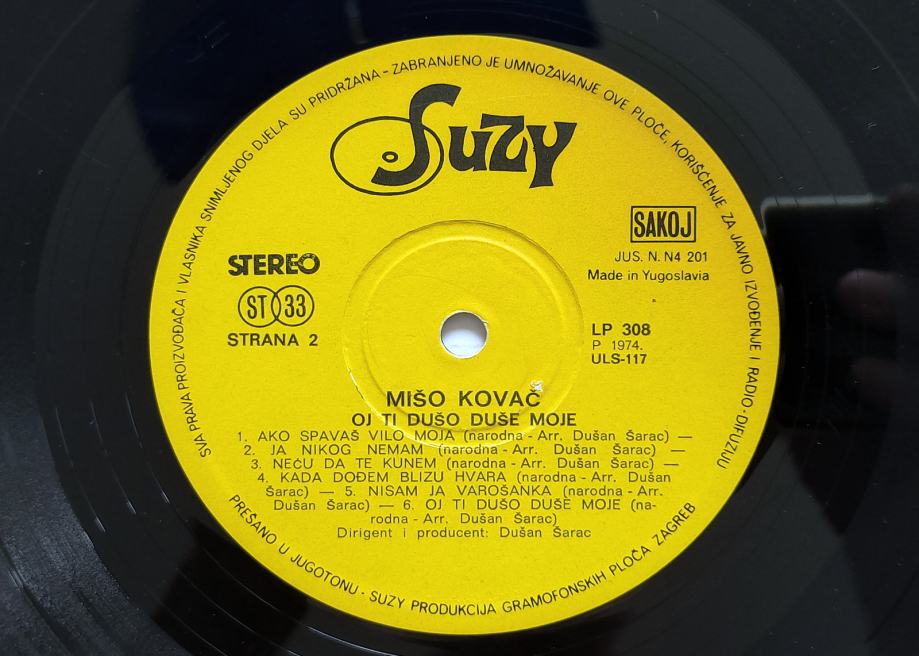 SVA PRAVA PROIZVOĐAČA I VLASNIKA SNIMLJENOG DJELA SU PRIDRŽANA – ZABRANJENO JE UMNOŽAVANJE OVE PLOČE, KORIŠĆENJE ZA JAVNO IZVOĐENJE I RADIO-DIFUZIJU
SUZY
SAKOJ
JUS. N. N4 201
Made in Yugoslavia
STEREO
ST 33
STRANA 2
LP 308
P 1974.
ULS-117
MIŠO KOVAČ
OJ TI DUŠO DUŠE MOJE
1. AKO SPAVAŠ VILO MOJA (narodna - Arr. Dušan Šarac) —
2. JA NIKOG NEMAM (narodna - Arr. Dušan Šarac) —
3. NEĆU DA TE KUNEM (narodna - Arr. Dušan Šarac) —
4. KADA DOĐEM BLIZU HVARA (narodna - Arr. Dušan
Šarac) — 5. NISAM JA VAROŠANKA (narodna - Arr.
Dušan Šarac) — 6. OJ TI DUŠO DUŠE MOJE (na-
rodna - Arr. Dušan Šarac)
Dirigent i producent: Dušan Šarac
PREŠANO U JUGOTONU - SUZY PRODUKCIJA GRAMOFONSKIH PLOČA ZAGREB